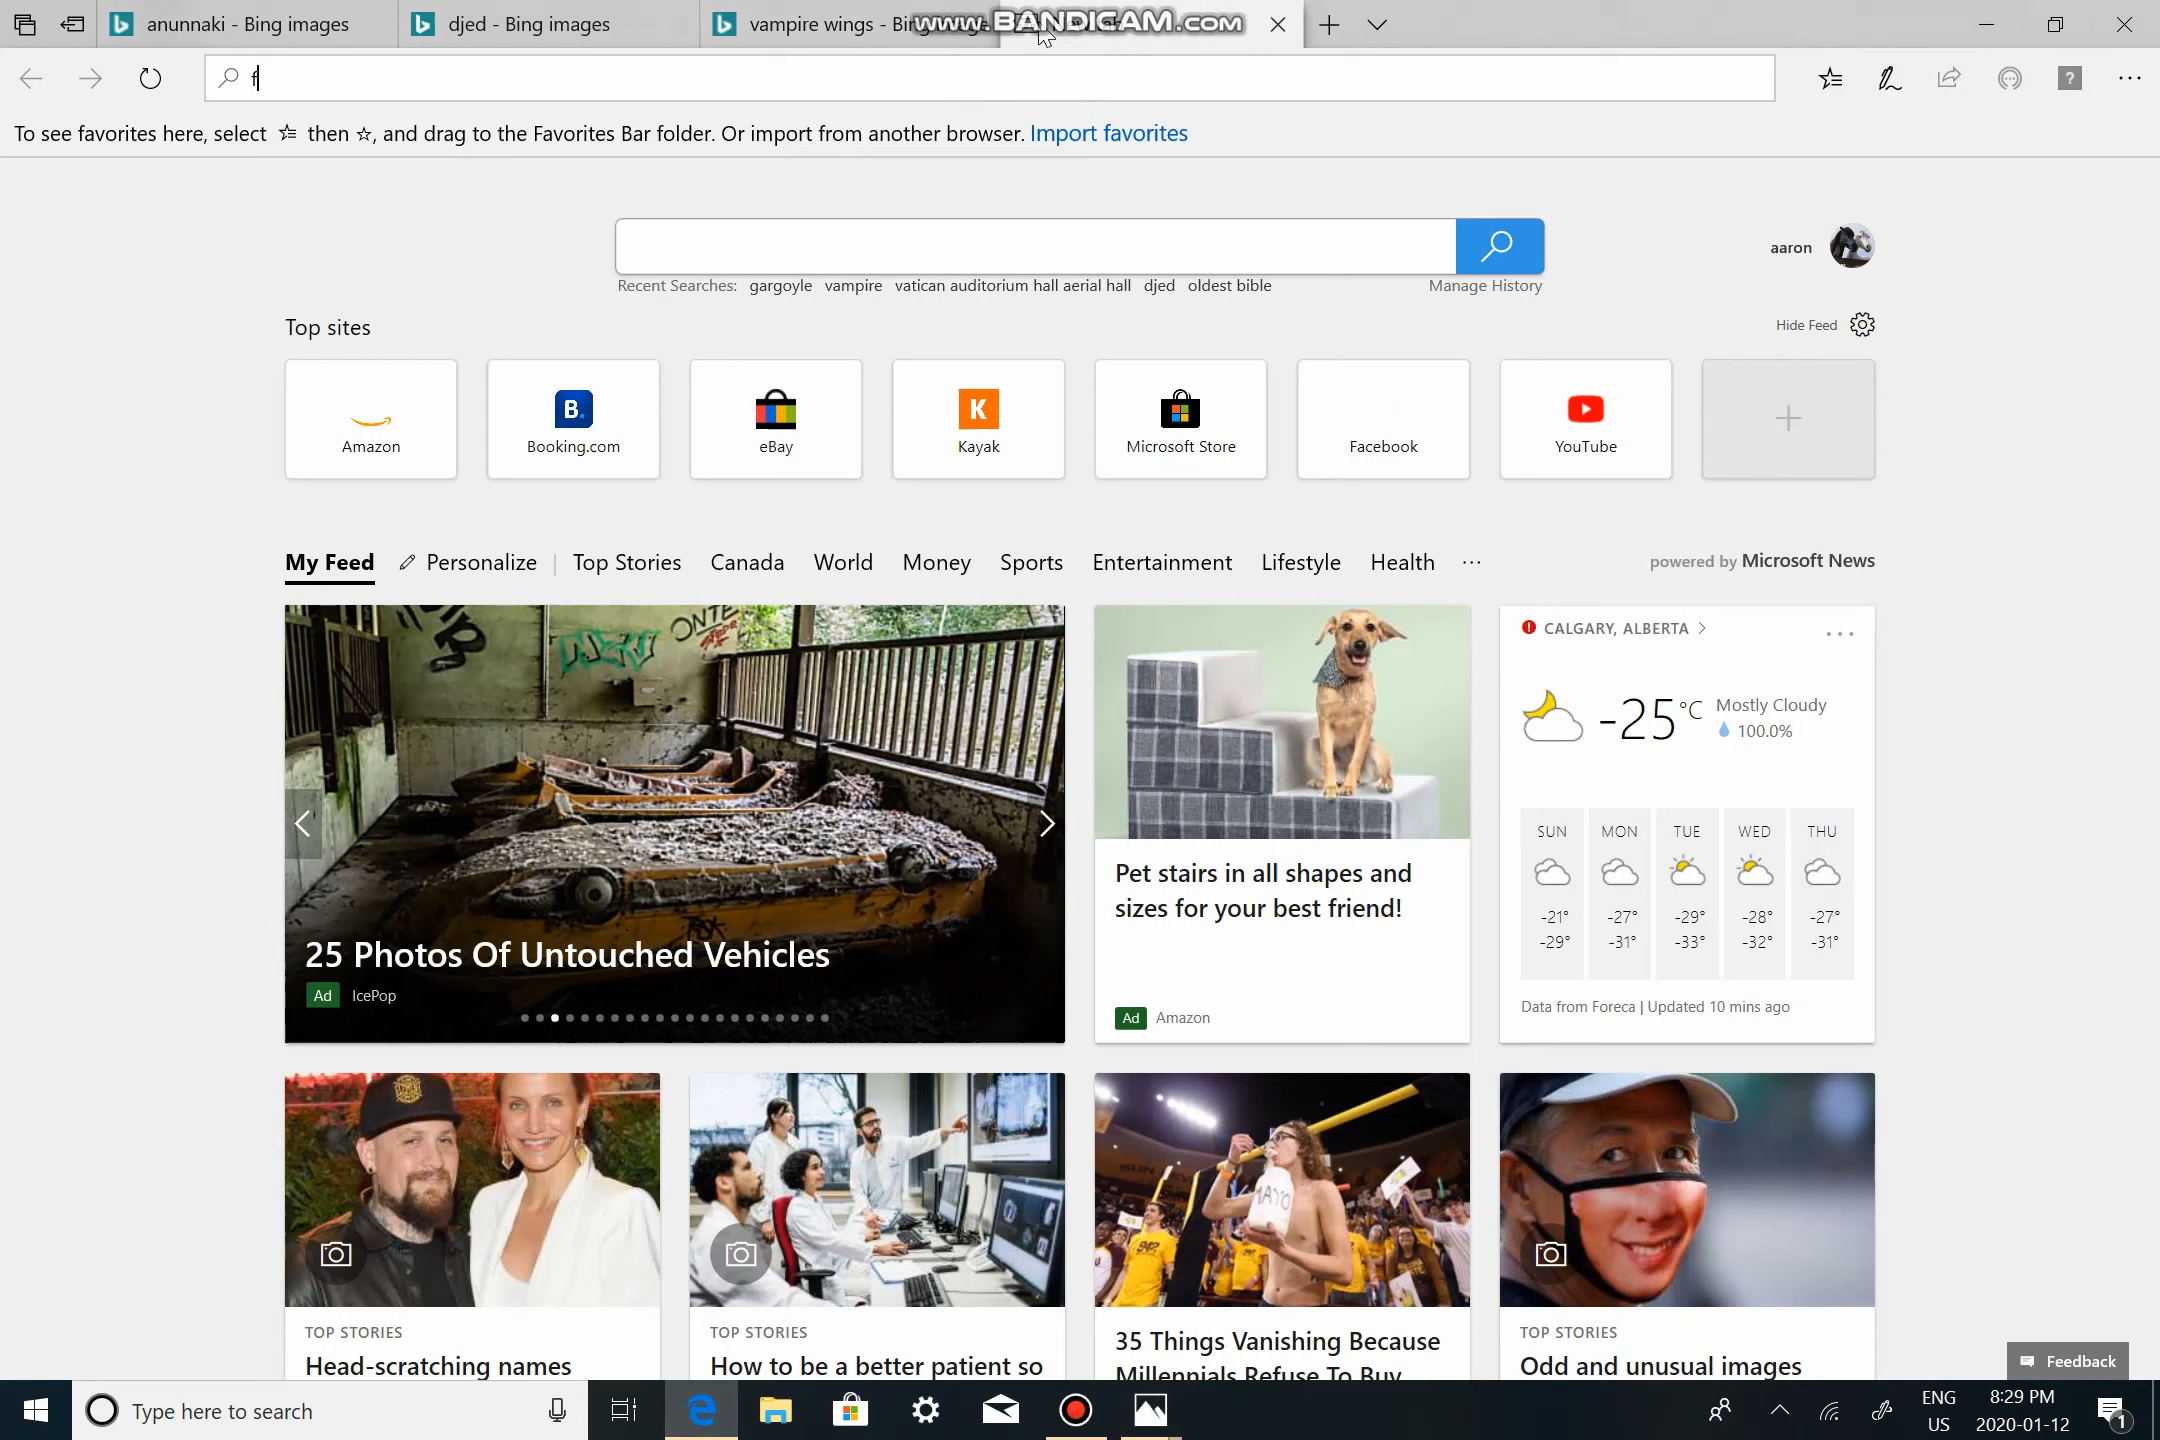 anunnaki - Bing images
djed - Bing images
vampire wings - Bing
www.BANDICAM.com
f
To see favorites here, select then , and drag to the Favorites Bar folder. Or import from another browser. Import favorites
aaron
Recent Searches: gargoyle vampire vatican auditorium hall aerial hall djed oldest bible Manage History
Top sites
Hide Feed
B.
K
Amazon
Booking.com
eBay
Kayak
Microsoft Store
Facebook
YouTube
My Feed Personalize Top Stories Canada World Money Sports Entertainment Lifestyle Health ...
powered by Microsoft News
25 Photos Of Untouched Vehicles
Ad IcePop
Pet stairs in all shapes and
sizes for your best friend!
Ad Amazon
CALGARY, ALBERTA >
-25 °C
Mostly Cloudy
100.0%
SUN MON TUE WED THU
-21° -27° -29° -28° -27°
-29° -31° -33° -32° -31°
Data from Foreca | Updated 10 mins ago
MAYO
TOP STORIES
Head-scratching names
TOP STORIES
How to be a better patient so
35 Things Vanishing Because
Millennials Refuse To Buy
TOP STORIES
Odd and unusual images
Feedback
Type here to search
ENG
US
8:29 PM
2020-01-12
1